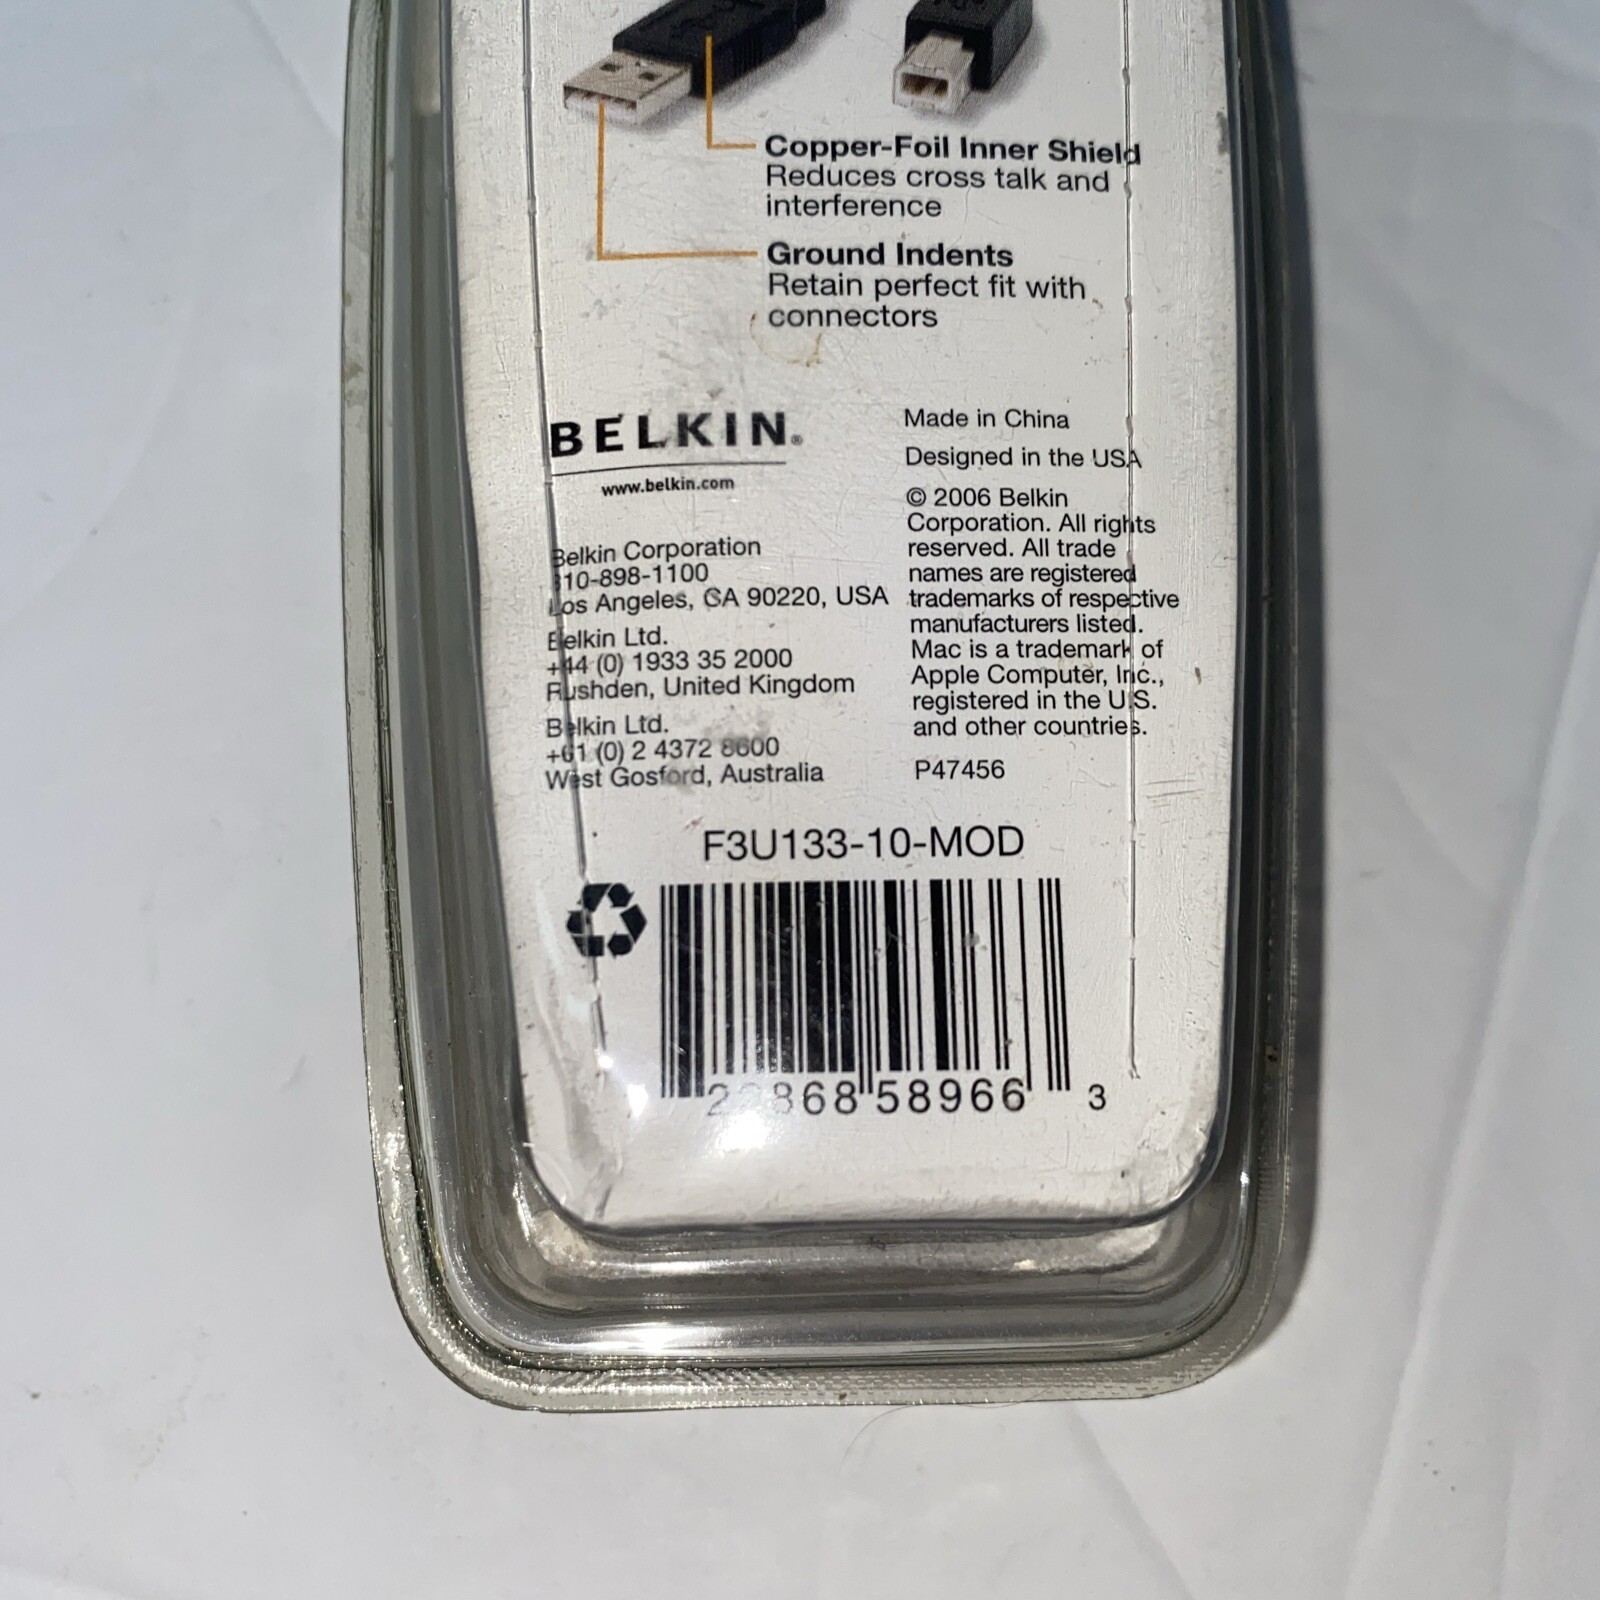 Copper-Foil Inner Shield
Reduces cross talk and
interference
Ground Indents
Retain perfect fit with
connectors
BELKIN®
www.belkin.com
Belkin Corporation
310-898-1100
Los Angeles, CA 90220, USA
Belkin Ltd.
+44 (0) 1933 35 2000
Rushden, United Kingdom
Belkin Ltd.
+61 (0) 2 4372 8600
West Gosford, Australia
Made in China
Designed in the USA
© 2006 Belkin
Corporation. All rights
reserved. All trade
names are registered
trademarks of respective
manufacturers listed.
Mac is a trademark of
Apple Computer, Inc.,
registered in the U.S.
and other countries.
P47456
F3U133-10-MOD
58966 3